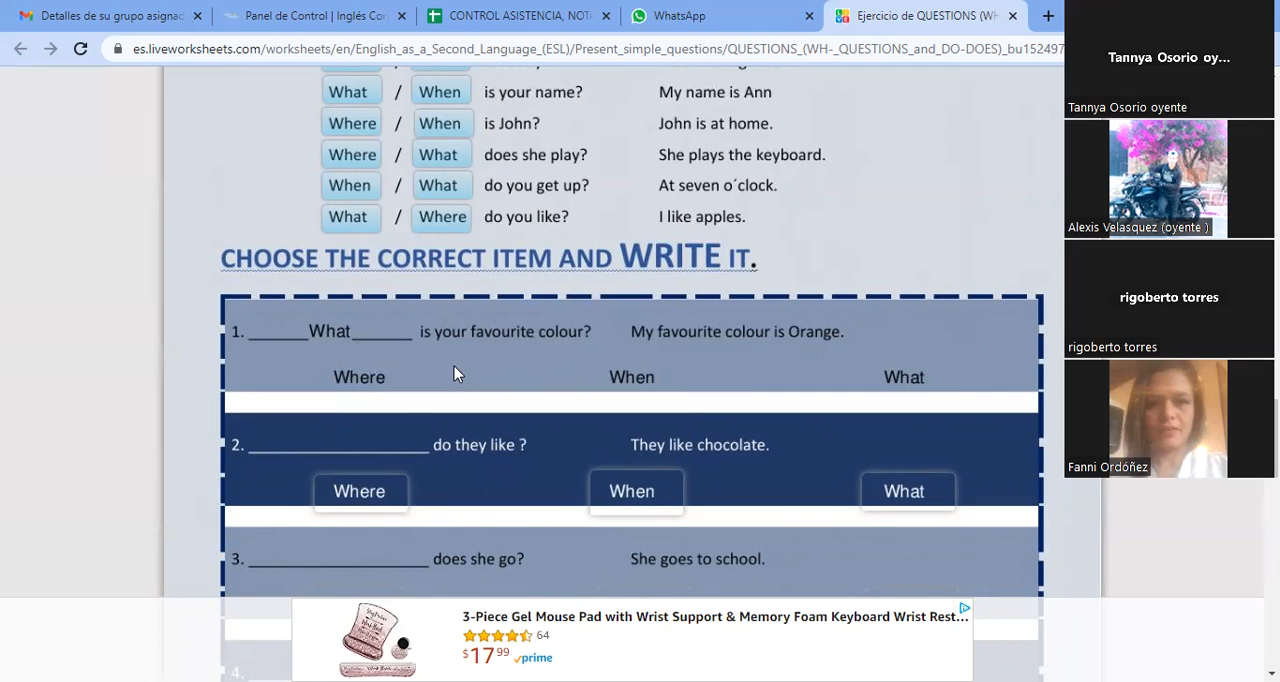 Detalles de su grupo asignad
Panel de Control | Inglés Co
CONTROL ASISTENCIA, NOT
WhatsApp
Ejercicio de QUESTIONS (WH
es.liveworksheets.com/worksheets/en/English_as_a_Second_Language_(ESL)/Present_simple_questions/QUESTIONS_(WH-_QUESTIONS_and_DO-DOES)_bu152497
What / When is your name? My name is Ann
Where / When is John? John is at home.
Where / What does she play? She plays the keyboard.
When / What do you get up? At seven o´clock.
What / Where do you like? I like apples.
CHOOSE THE CORRECT ITEM AND WRITE IT.
1. _______What_______ is your favourite colour? My favourite colour is Orange.
Where When What
2. ____________________ do they like ? They like chocolate.
Where When What
3. ____________________ does she go? She goes to school.
4.
3-Piece Gel Mouse Pad with Wrist Support & Memory Foam Keyboard Wrist Rest...
64
$17 99 prime
Tannya Osorio oy...
Tannya Osorio oyente
Alexis Velasquez (oyente )
rigoberto torres
rigoberto torres
Fanni Ordóñez